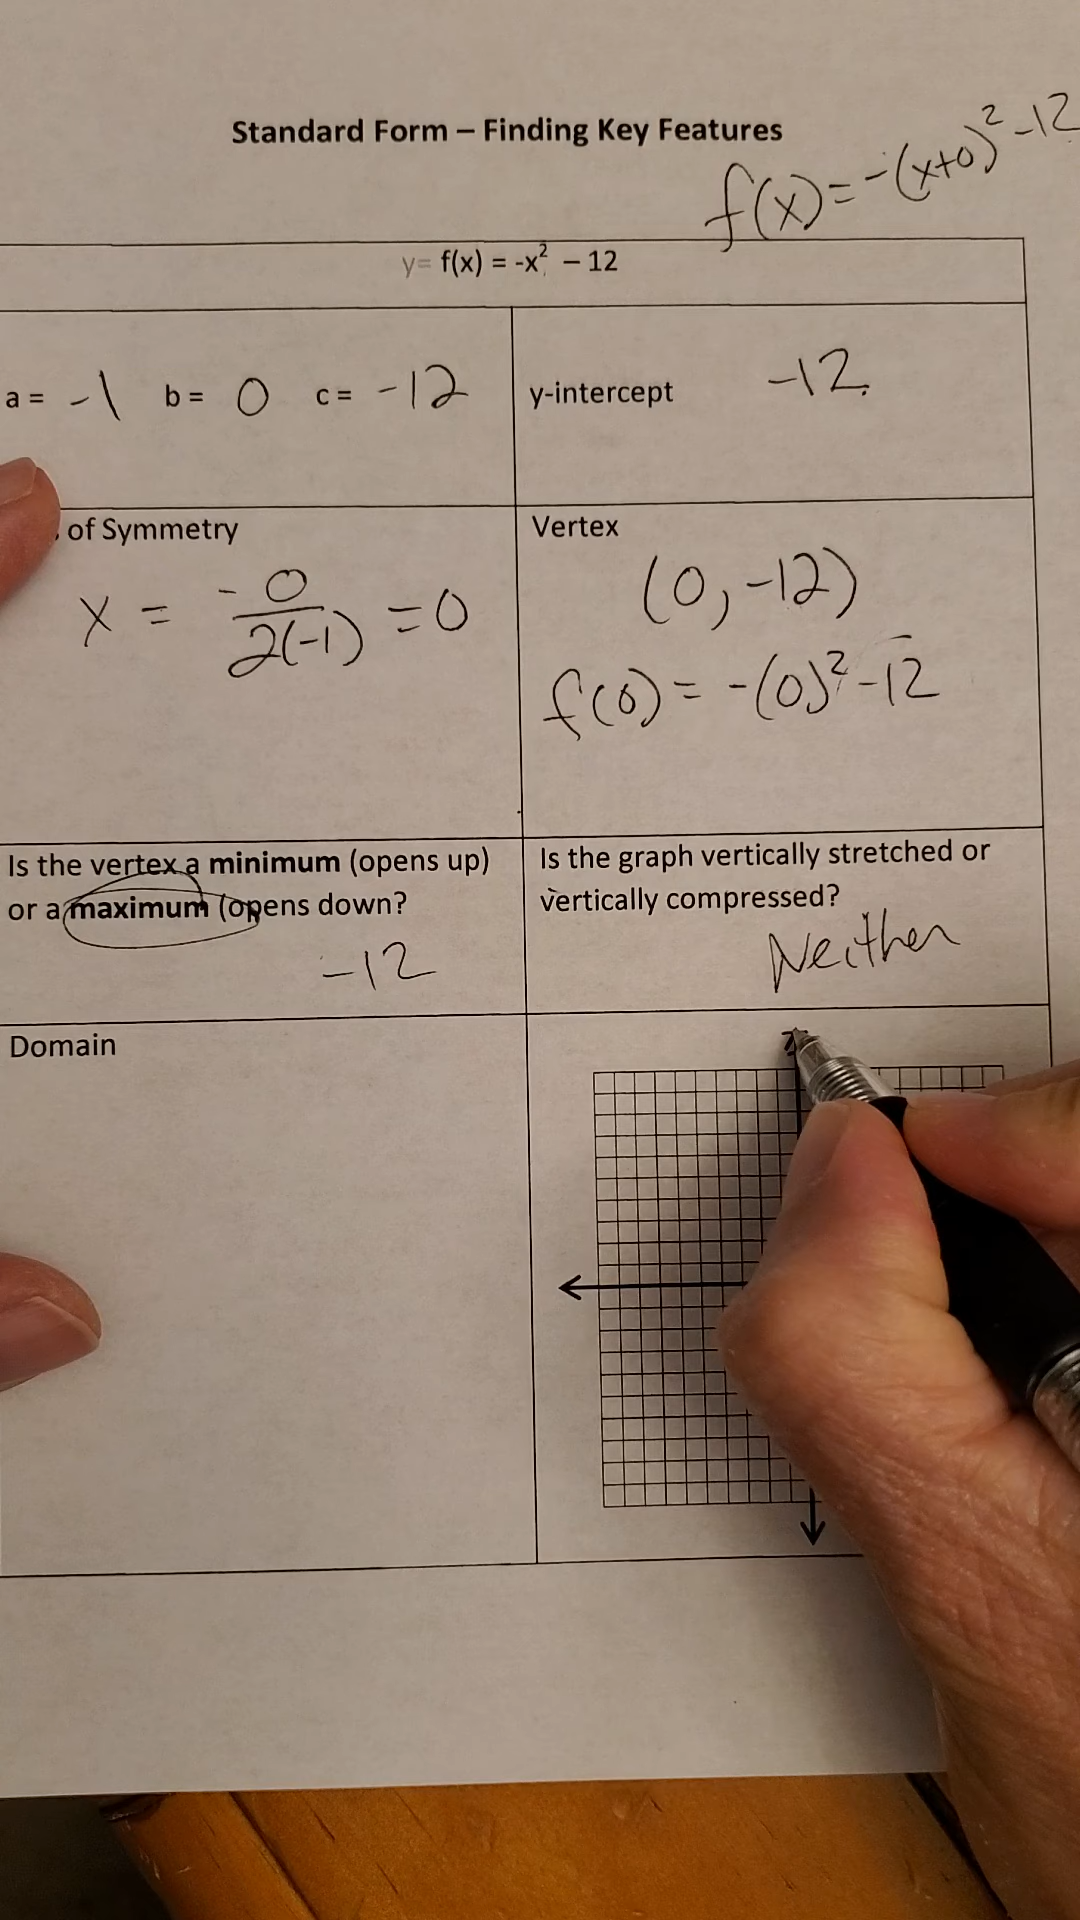 Standard Form – Finding Key Features
f(x) = -(x+0)² -12
y= f(x) = -x² – 12
a = -1 b = 0 c = -12
y-intercept -12.
of Symmetry
x = -0/2(-1) = 0
Vertex
(0, -12)
f(0) = -(0)² -12
Is the vertex a minimum (opens up)
or a maximum (opens down?
-12
Is the graph vertically stretched or
vertically compressed?
Neither
Domain